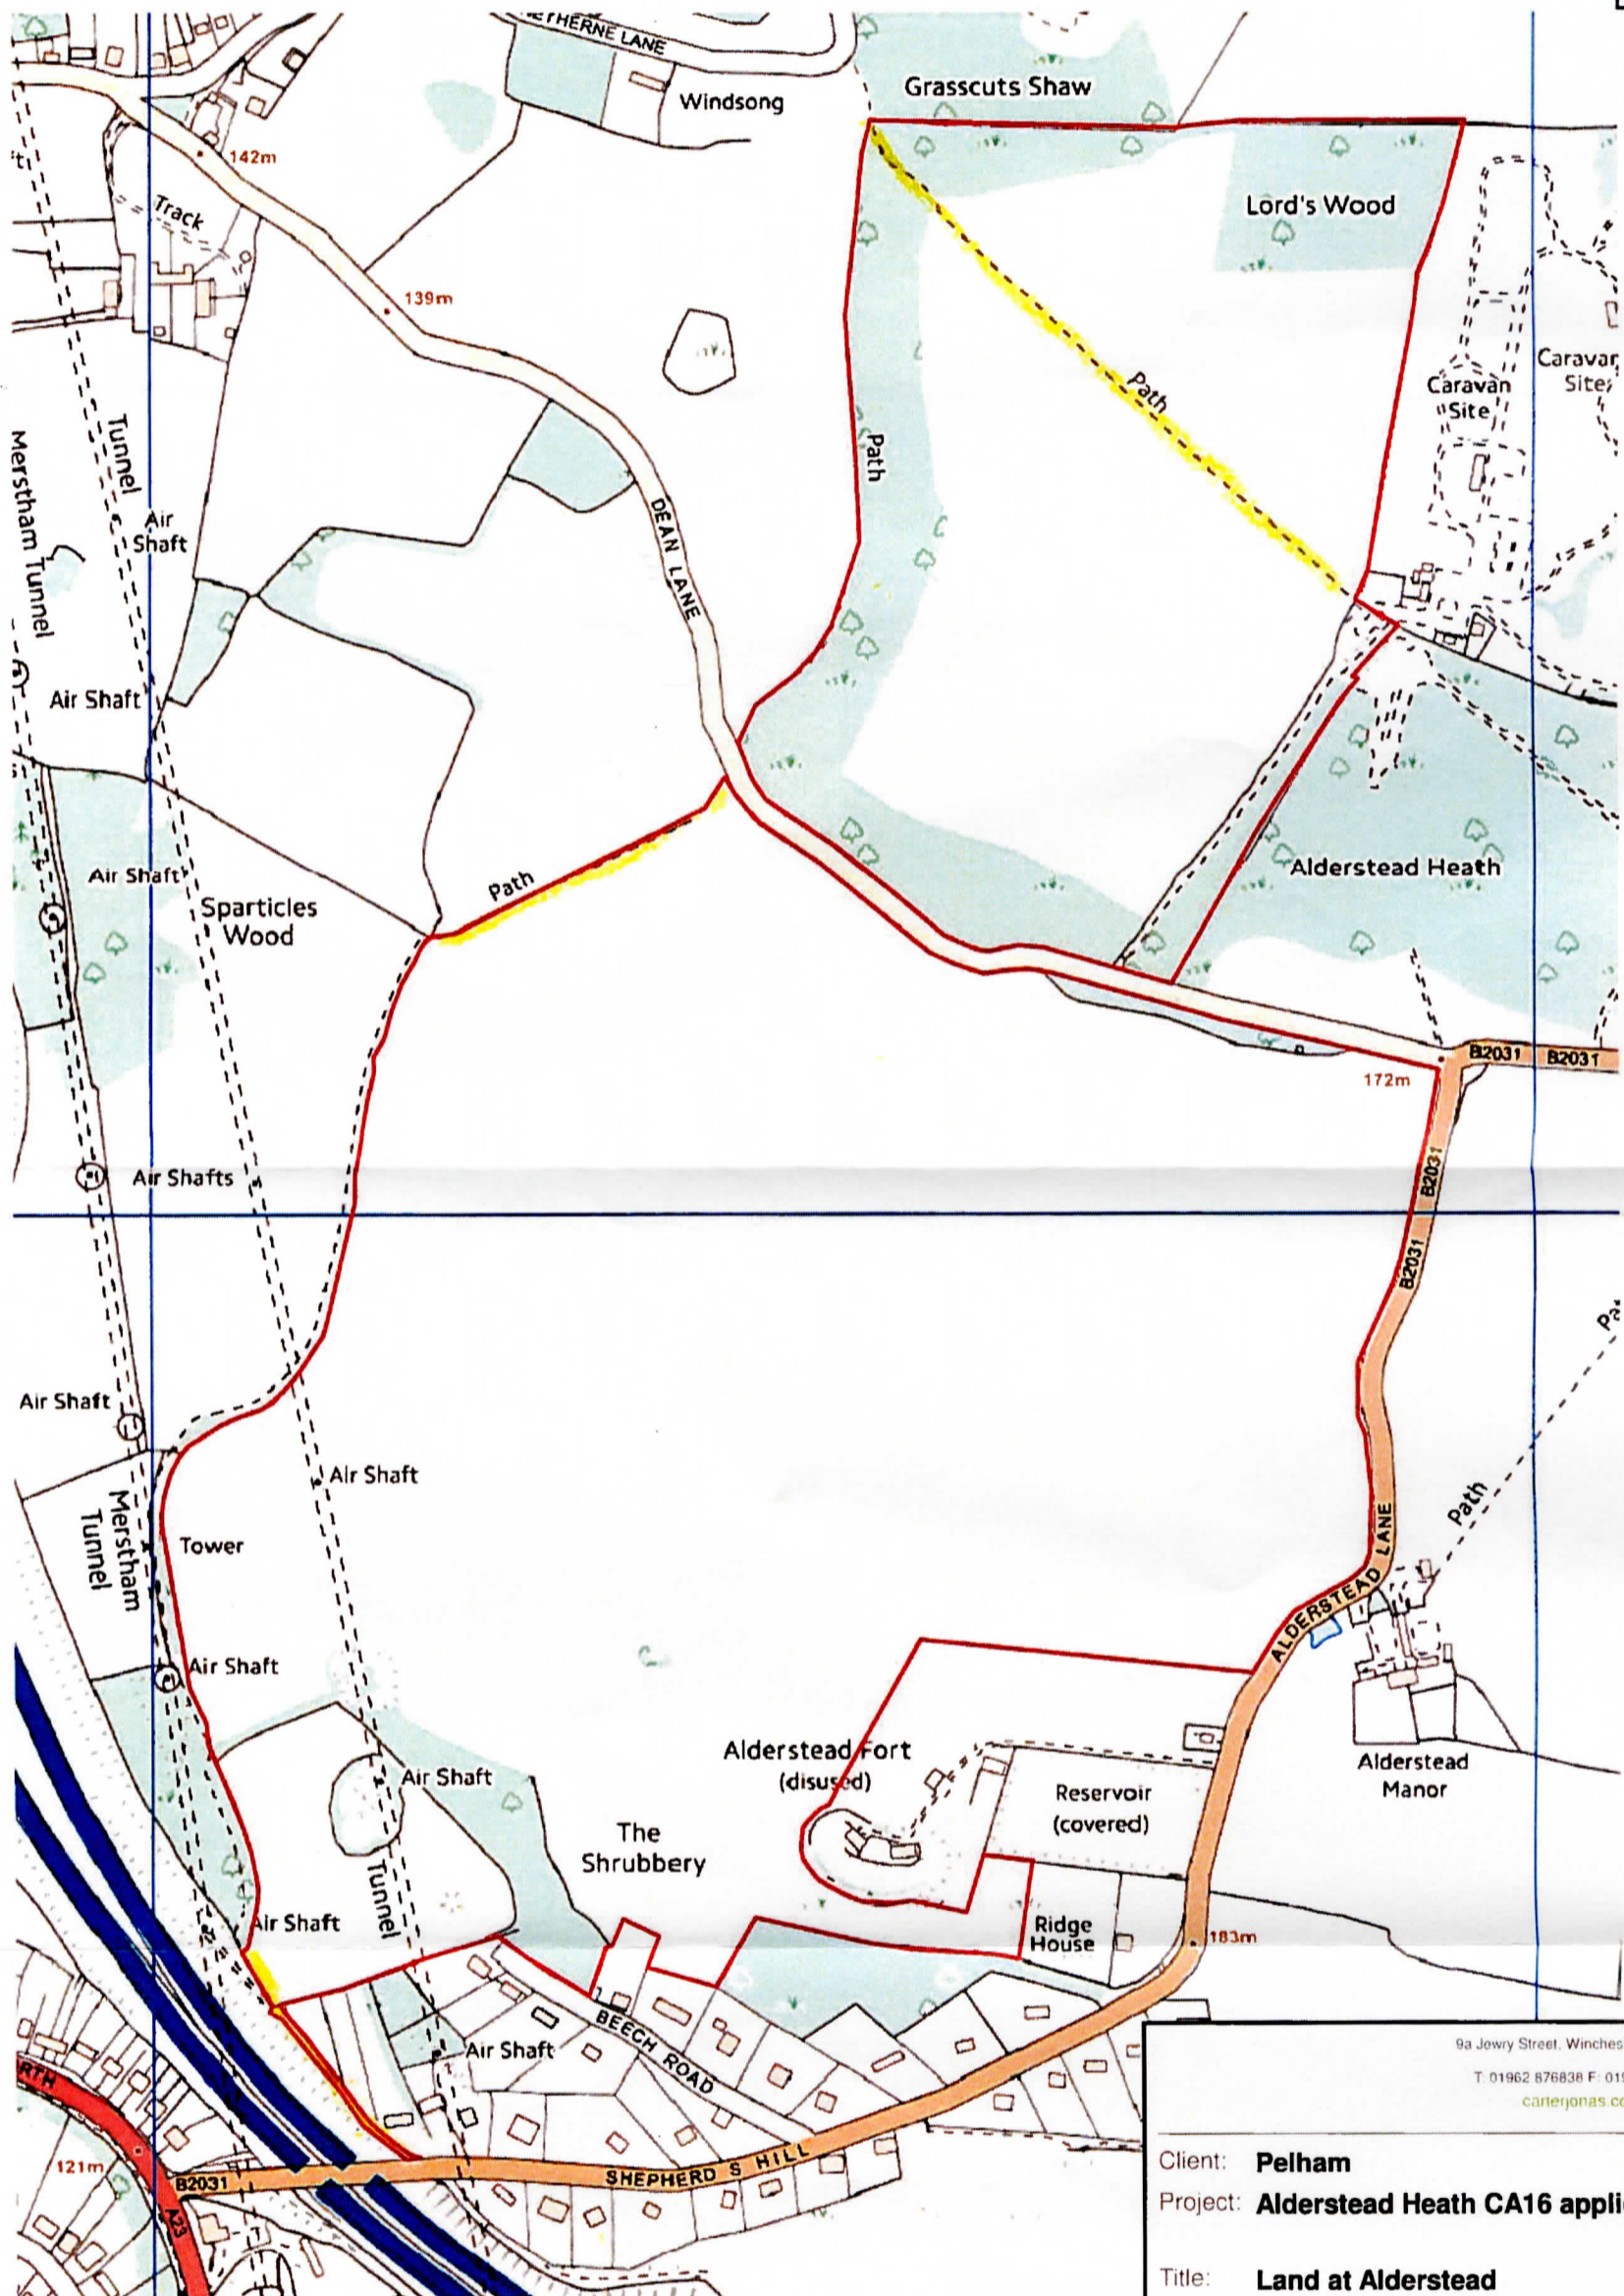 Grasscuts Shaw
Windsong
142m
Track
Lord's Wood
139m
Path
Caravan
Site
Path
Tunnel
Merstham Tunnel
Air
Shaft
DEAN LANE
Air Shaft
Alderstead Heath
Air Shaft
Path
Sparticles
Wood
B2031
B2031
172m
Air Shafts
B2031
B2031
Air Shaft
Air Shaft
Path
Merstham
Tunnel
Tower
ALDERSTEAD LANE
Air Shaft
Alderstead Fort
(disused)
Alderstead
Manor
Air Shaft
Reservoir
(covered)
The
Shrubbery
Tunnel
Air Shaft
Ridge
House
183m
BEECH ROAD
Air Shaft
SHEPHERD S HILL
121m
B2031
A23
9a Jewry Street, Winches
T: 01962 876838 F: 01
carterjonas.co
Client: Pelham
Project: Alderstead Heath CA16 appli
Title: Land at Alderstead